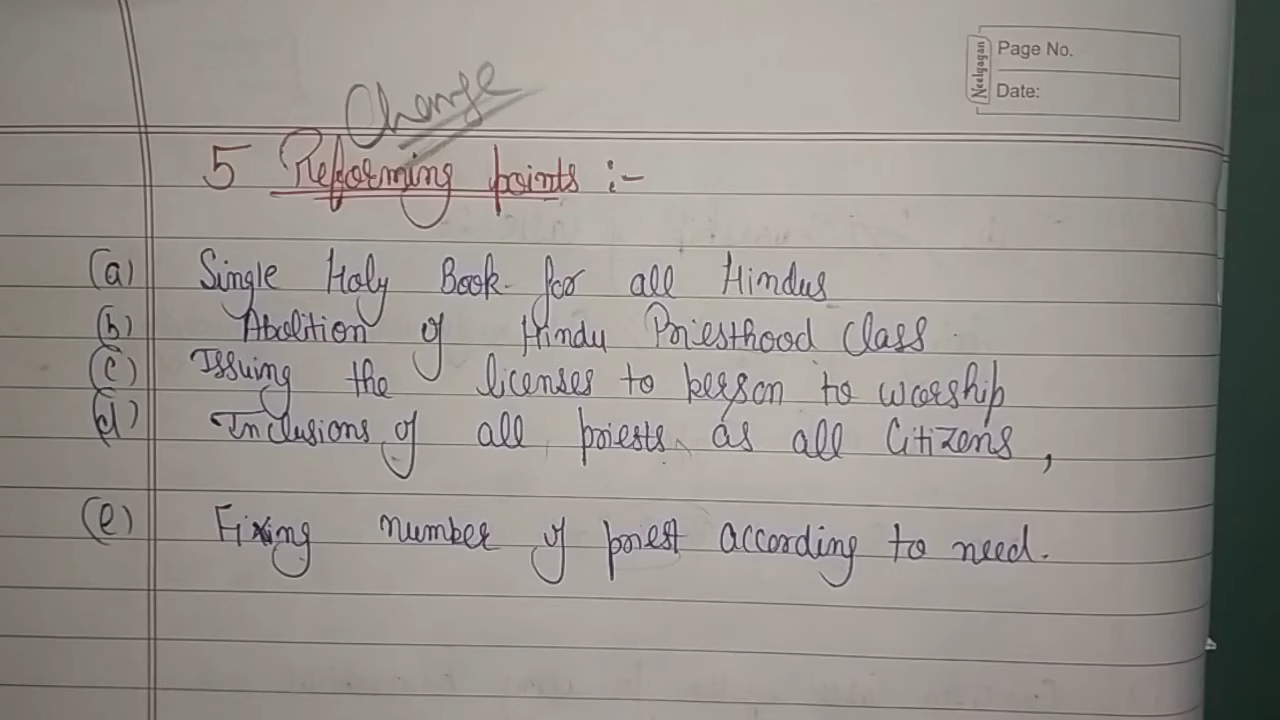 Neelgagan
Page No.
Date:
Change
5 Reforming points :-
(a) Single Holy Book for all Hindus
(b) Abolition of Hindu Priesthood Class
(c) Issuing the licenses to person to worship
(d) Inclusions of all priests as all Citizens,
(e) Fixing number of priest according to need.